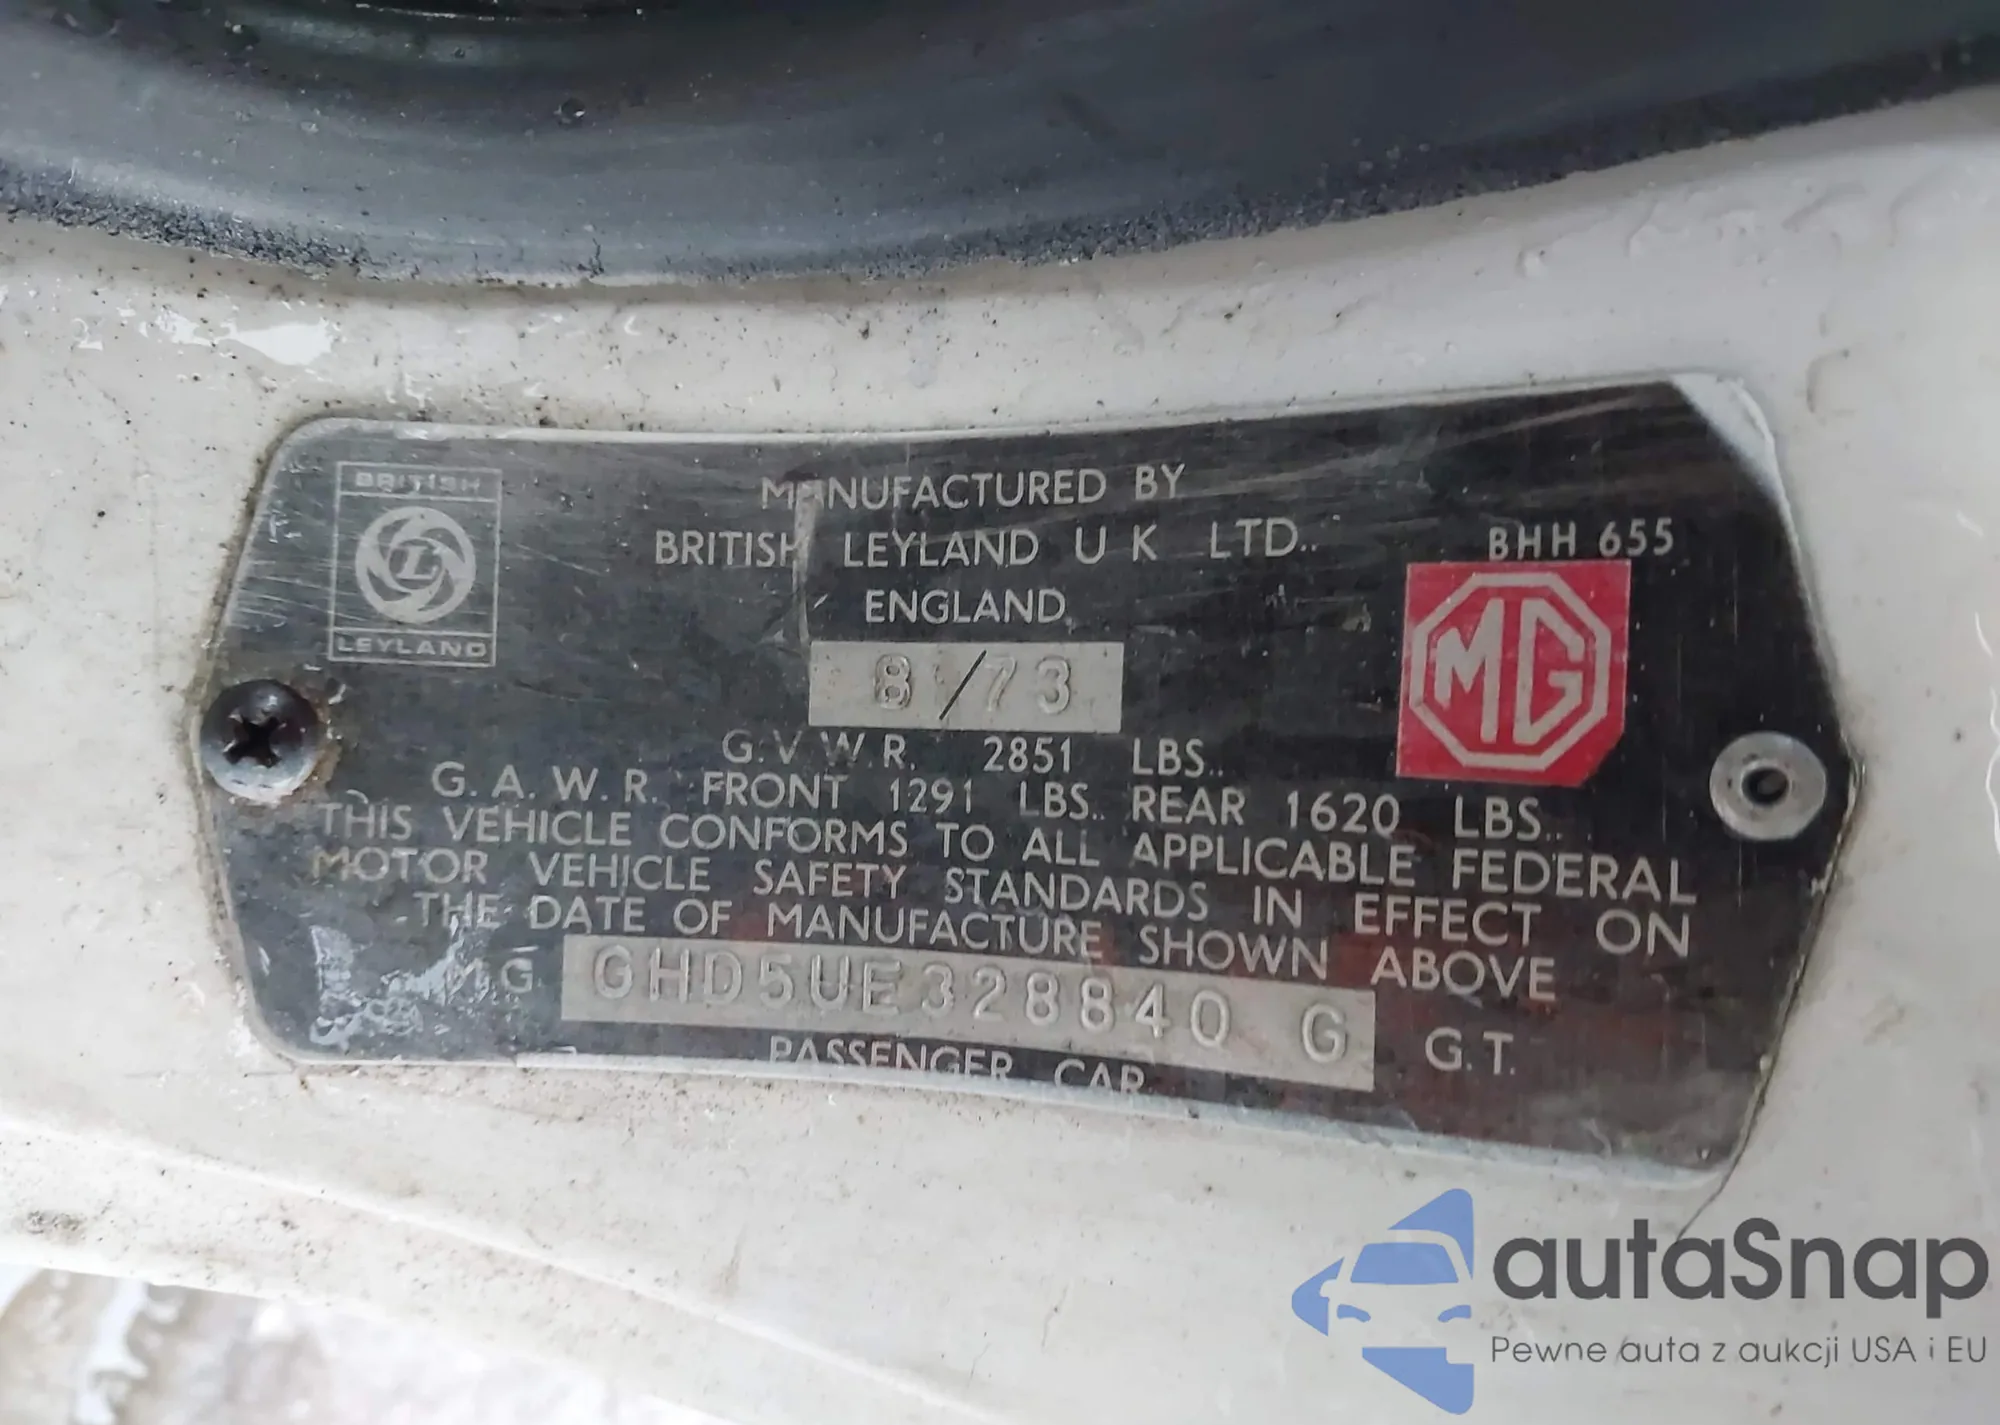 BRITISH
L
LEYLAND
MANUFACTURED BY
BRITISH LEYLAND U K LTD..
ENGLAND.
BHH 655
MG
8/73
G.V.W.R. 2851 LBS..
G.A.W.R. FRONT 1291 LBS.. REAR 1620 LBS..
THIS VEHICLE CONFORMS TO ALL APPLICABLE FEDERAL
MOTOR VEHICLE SAFETY STANDARDS IN EFFECT ON
THE DATE OF MANUFACTURE SHOWN ABOVE
M.G. GHD5UE328840 G G.T.
PASSENGER CAR.
autaSnap
Pewne auta z aukcji USA i EU